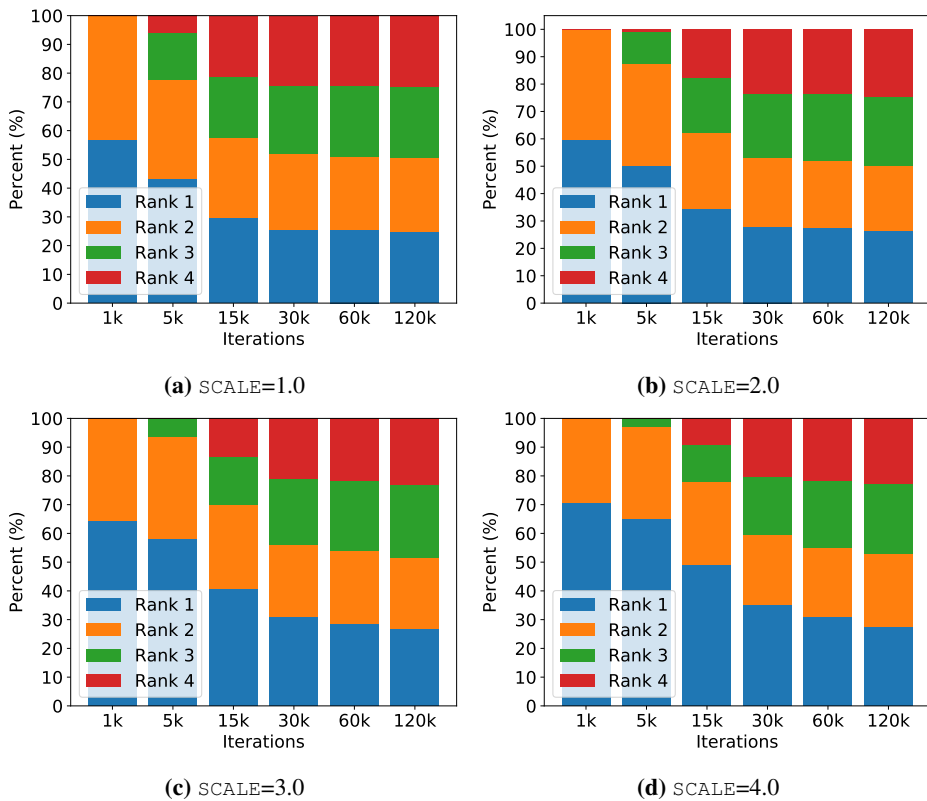 100
90
80
70
60
50
40
30
20
10
0
Percent (%)
Rank 1
Rank 2
Rank 3
Rank 4
1k 5k 15k 30k 60k 120k
Iterations
(a) SCALE=1.0
100
90
80
70
60
50
40
30
20
10
0
Percent (%)
Rank 1
Rank 2
Rank 3
Rank 4
1k 5k 15k 30k 60k 120k
Iterations
(b) SCALE=2.0
100
90
80
70
60
50
40
30
20
10
0
Percent (%)
Rank 1
Rank 2
Rank 3
Rank 4
1k 5k 15k 30k 60k 120k
Iterations
(c) SCALE=3.0
100
90
80
70
60
50
40
30
20
10
0
Percent (%)
Rank 1
Rank 2
Rank 3
Rank 4
1k 5k 15k 30k 60k 120k
Iterations
(d) SCALE=4.0